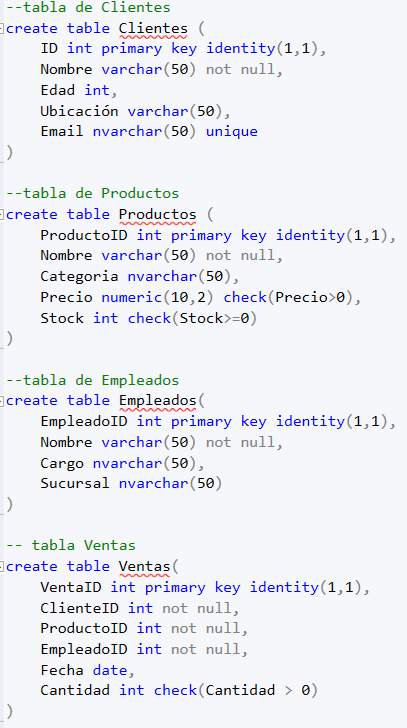 --tabla de Clientes
create table Clientes (
ID int primary key identity(1,1),
Nombre varchar(50) not null,
Edad int,
Ubicación varchar(50),
Email nvarchar(50) unique
)
--tabla de Productos
create table Productos (
ProductoID int primary key identity(1,1),
Nombre varchar(50) not null,
Categoria nvarchar(50),
Precio numeric(10,2) check(Precio>0),
Stock int check(Stock>=0)
)
--tabla de Empleados
create table Empleados(
EmpleadoID int primary key identity(1,1),
Nombre varchar(50) not null,
Cargo nvarchar(50),
Sucursal nvarchar(50)
)
-- tabla Ventas
create table Ventas(
VentaID int primary key identity(1,1),
ClienteID int not null,
ProductoID int not null,
EmpleadoID int not null,
Fecha date,
Cantidad int check(Cantidad > 0)
)